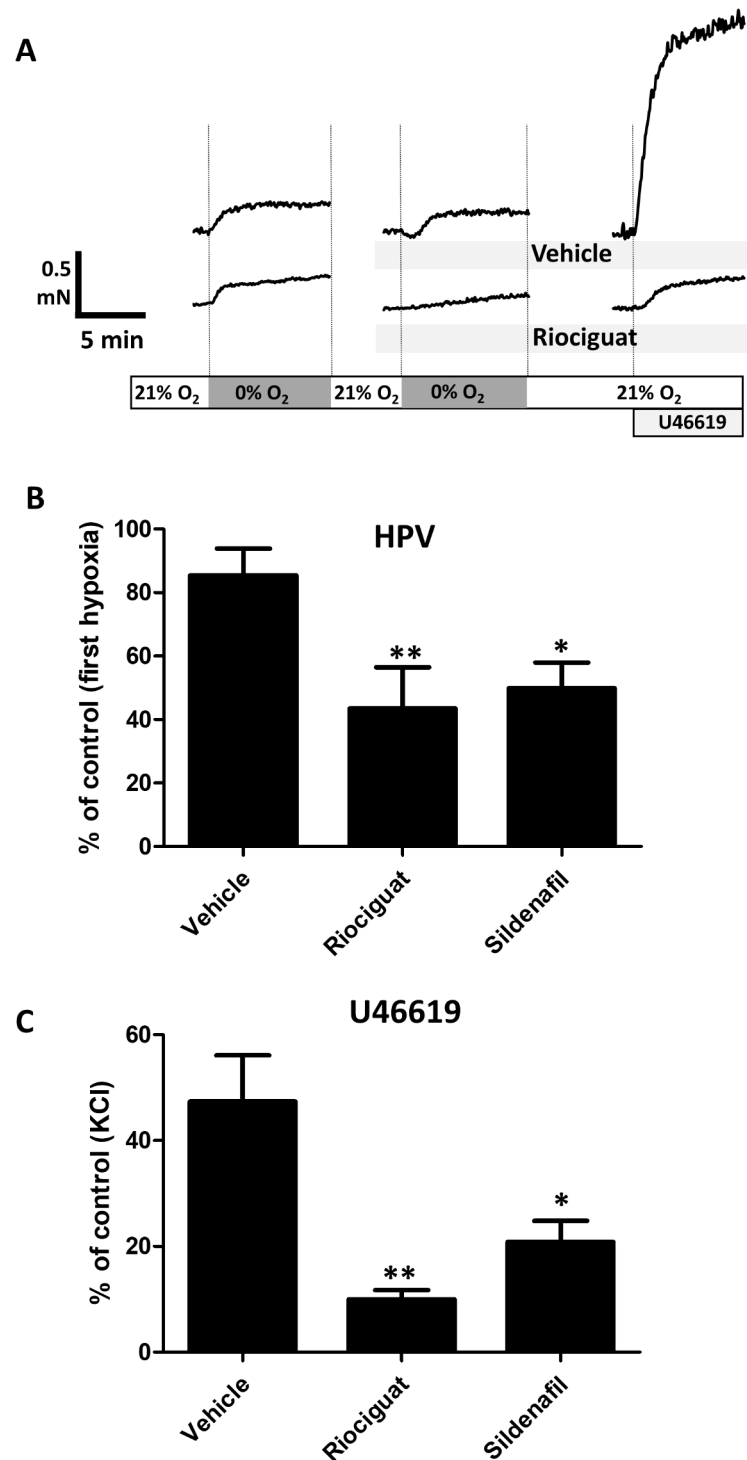 A
Vehicle
0.5
mN
5 min
Riociguat
21% O₂ 0% O₂ 21% O₂ 0% O₂ 21% O₂
U46619
B
HPV
% of control (first hypoxia)
100
80
60
40
20
0
**
*
Vehicle
Riociguat
Sildenafil
C
U46619
% of control (KCl)
60
40
20
0
**
*
Vehicle
Riociguat
Sildenafil